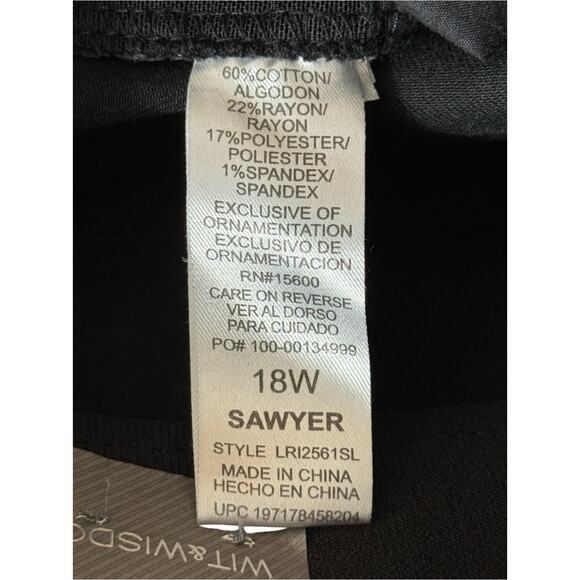 60%COTTON/
ALGODON
22%RAYON/
RAYON
17%POLYESTER/
POLIESTER
1%SPANDEX/
SPANDEX
EXCLUSIVE OF
ORNAMENTATION
EXCLUSIVO DE
ORNAMENTACION
RN#15600
CARE ON REVERSE
VER AL DORSO
PARA CUIDADO
PO# 100-00134999
18W
SAWYER
STYLE LRI2561SL
MADE IN CHINA
HECHO EN CHINA
UPC 197178458204
WIT & WISDO